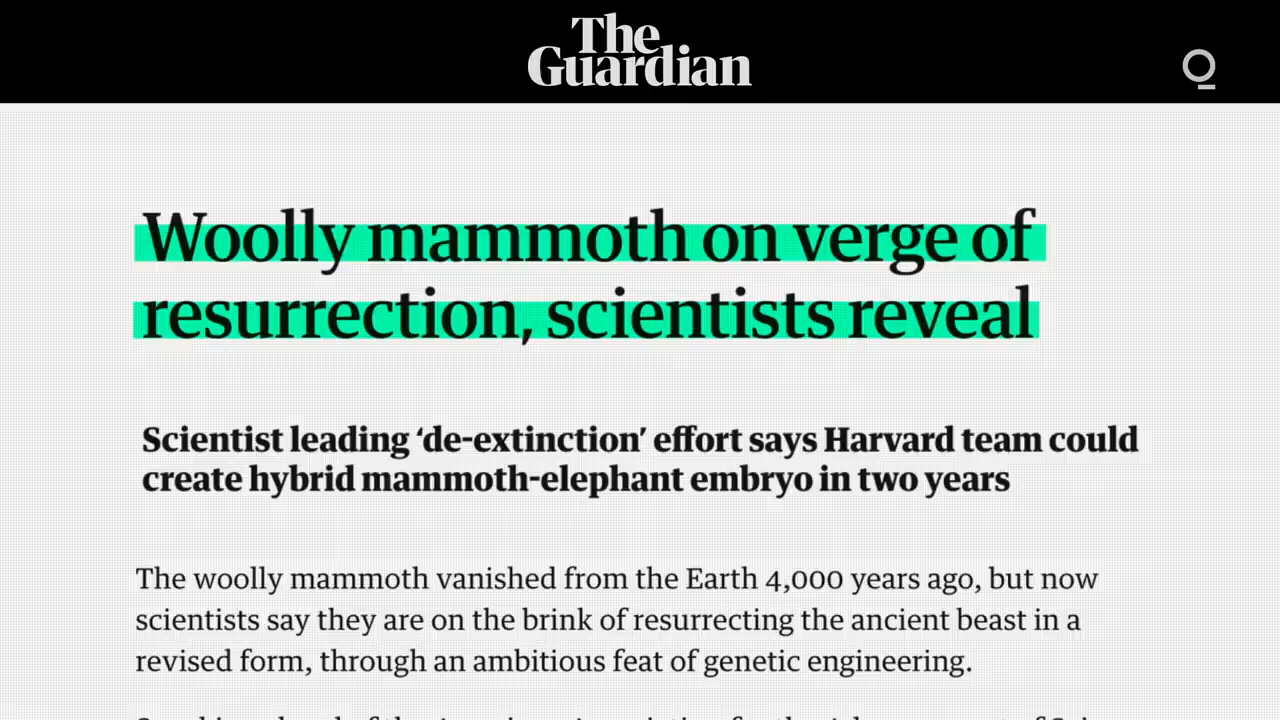 The
Guardian
Woolly mammoth on verge of
resurrection, scientists reveal
Scientist leading ‘de-extinction’ effort says Harvard team could
create hybrid mammoth-elephant embryo in two years
The woolly mammoth vanished from the Earth 4,000 years ago, but now
scientists say they are on the brink of resurrecting the ancient beast in a
revised form, through an ambitious feat of genetic engineering.